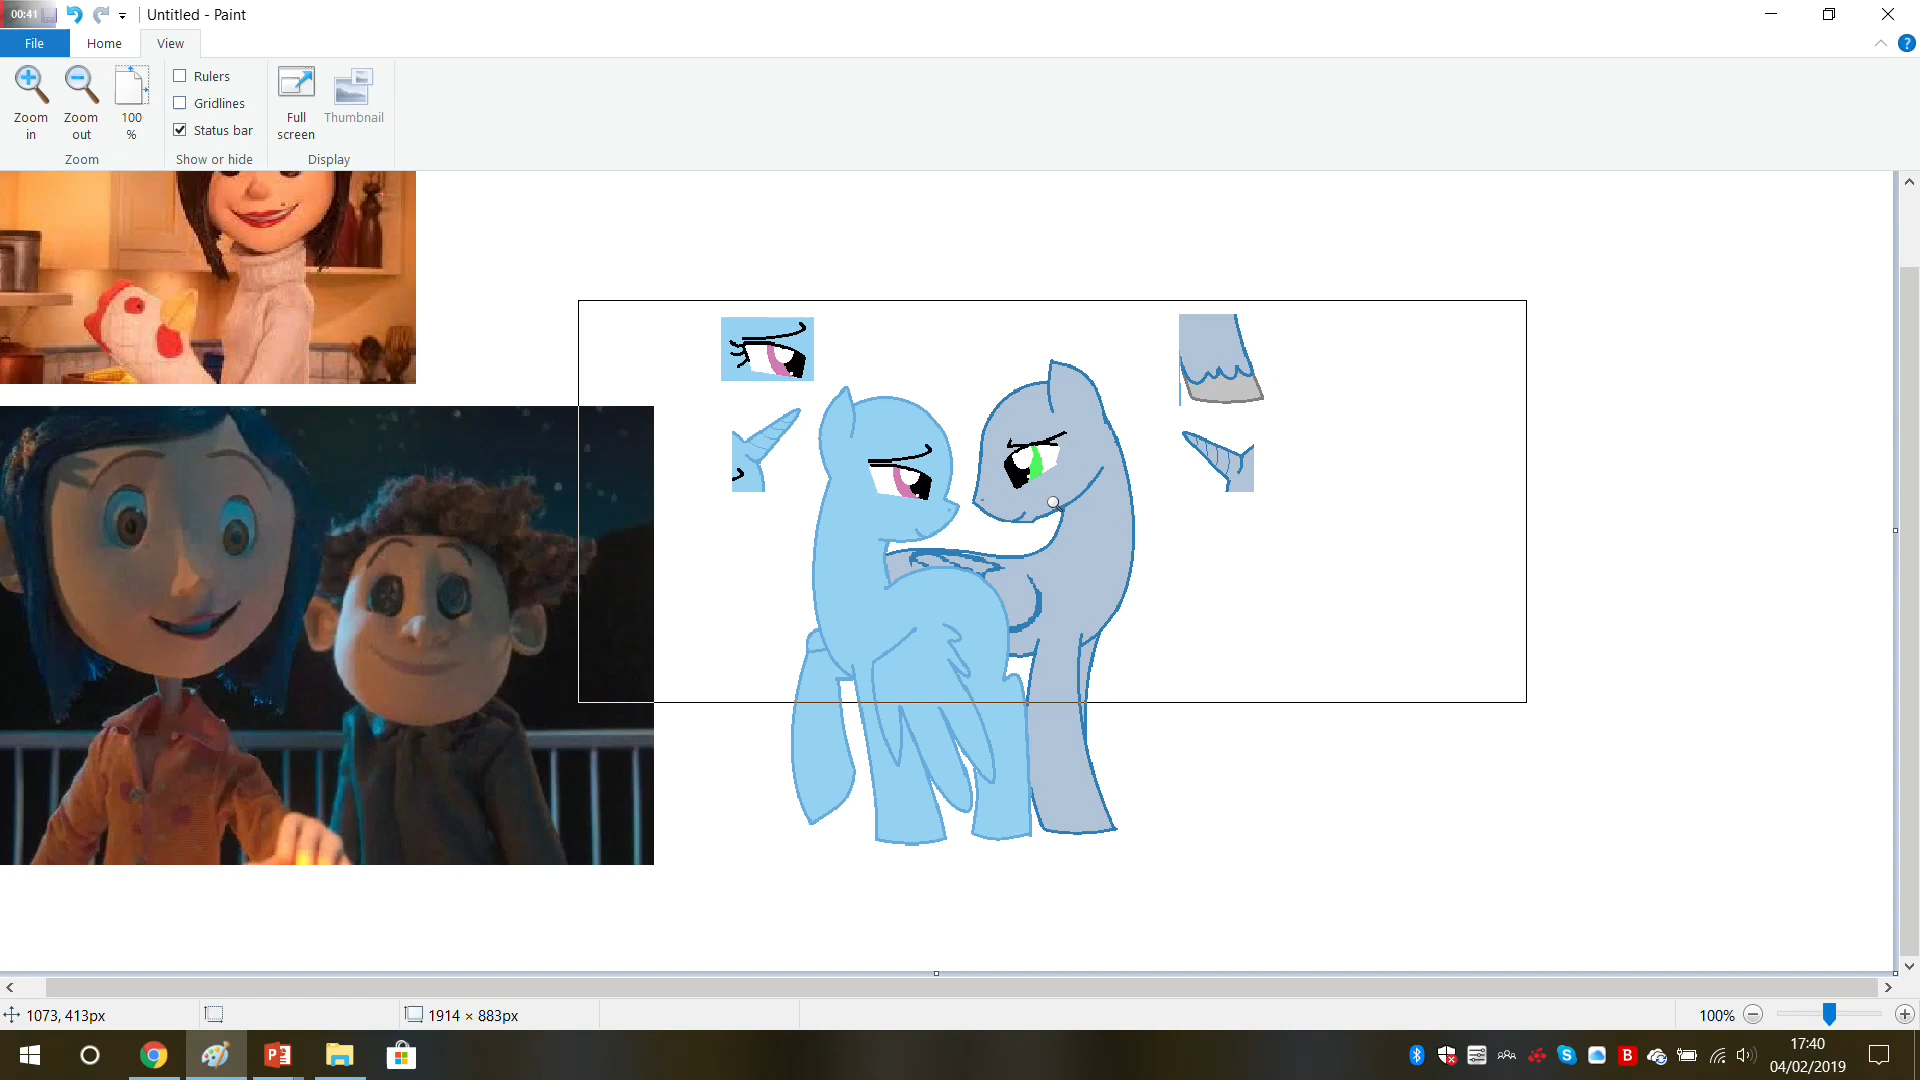 00:41
Untitled - Paint
File
Home
View
Zoom in
Zoom out
100 %
Rulers
Gridlines
Status bar
Full screen
Thumbnail
Zoom
Show or hide
Display
1073, 413px
1914 × 883px
100%
17:40
04/02/2019